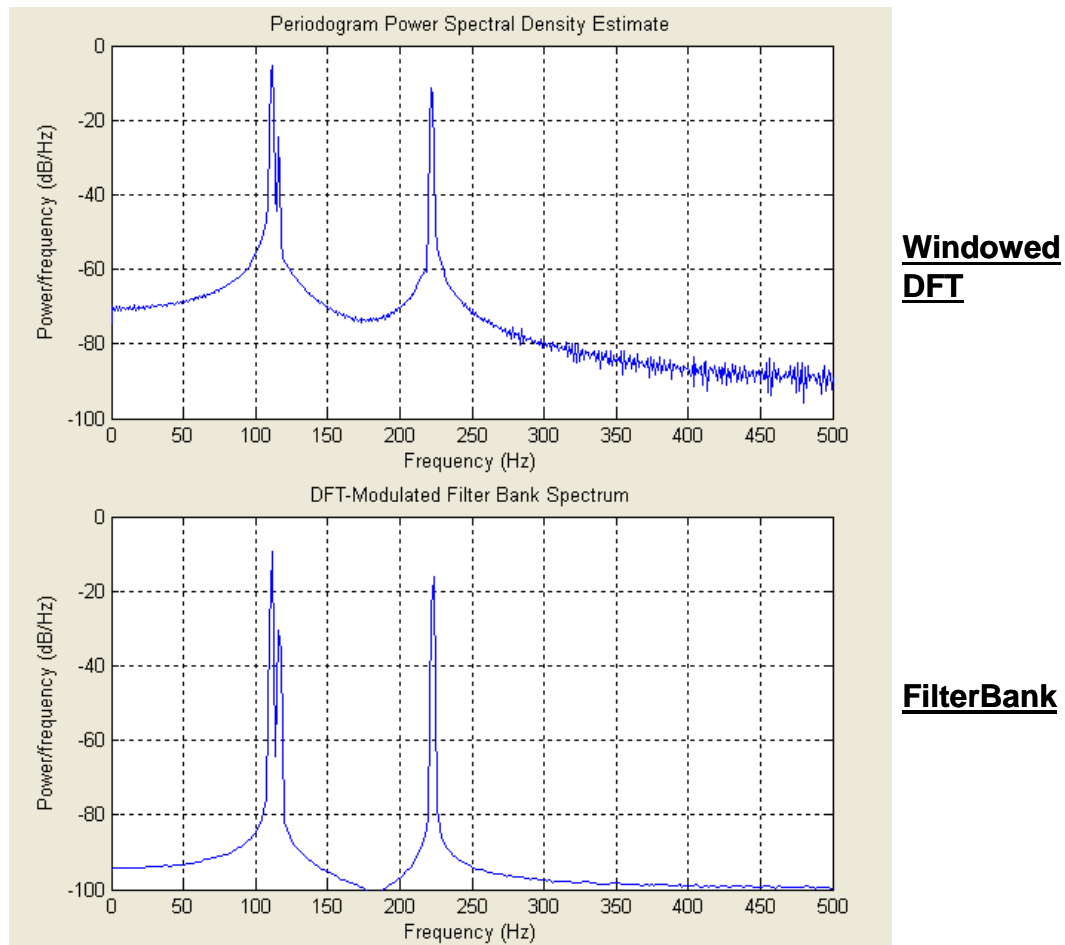 Periodogram Power Spectral Density Estimate
0
-20
-40
-60
-80
-100
Power/frequency (dB/Hz)
0 50 100 150 200 250 300 350 400 450 500
Frequency (Hz)
Windowed
DFT
DFT-Modulated Filter Bank Spectrum
0
-20
-40
-60
-80
-100
Power/frequency (dB/Hz)
0 50 100 150 200 250 300 350 400 450 500
Frequency (Hz)
FilterBank